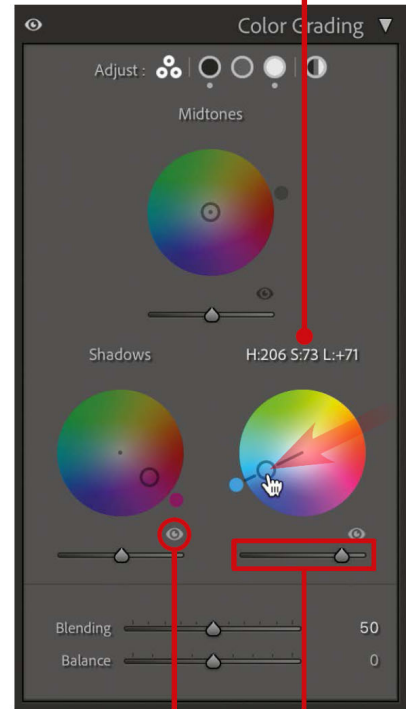 Color Grading
Adjust :
Midtones
Shadows
H:206 S:73 L:+71
Blending 50
Balance 0